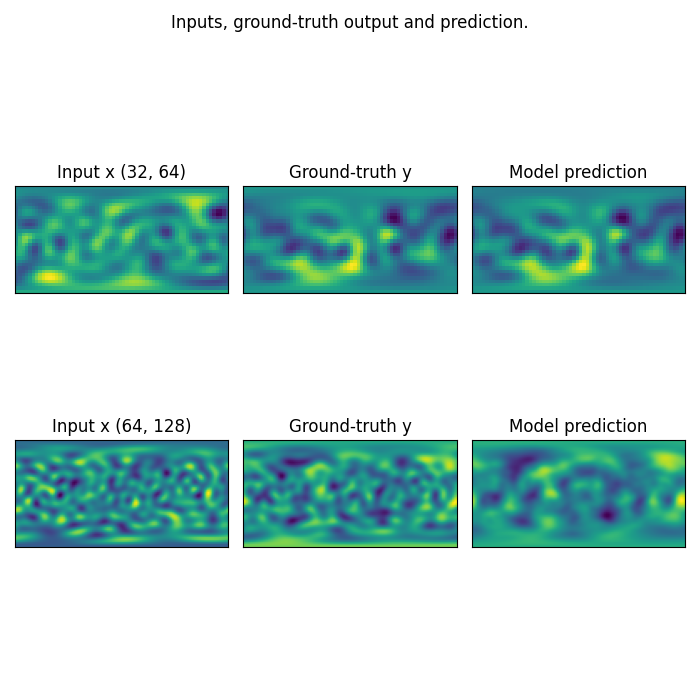 Inputs, ground-truth output and prediction.
Input x (32, 64)
Ground-truth y
Model prediction
Input x (64, 128)
Ground-truth y
Model prediction